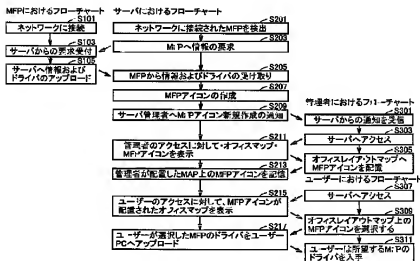 MFPにおけるフローチャート
S101
ネットワークに接続
S103
サーバからの要求受付
S105
サーバへ情報および
ドライバのアップロード
サーバにおけるフローチャート
S201
ネットワークに接続されたMFPを検出
S203
MFPへ情報の要求
S205
MFPから情報およびドライバの受け取り
S207
MFPアイコンの作成
S209
サーバ管理者へMFPアイコン新規作成の通知
S211
管理者のアクセスに対して・オフィスマップ・
MFPアイコンを表示
S213
管理者が配置したMAP上のMFPアイコンを記憶
S215
ユーザーのアクセスに対して、MFPアイコンが
配置されたオフィスマップを表示
S217
ユーザーが選択したMFPのドライバをユーザー
PCへアップロード
管理者におけるフローチャート
S301
サーバからの通知を受信
S303
サーバへアクセス
S305
オフィスレイアウトマップへ
MFPアイコンを配置
ユーザーにおけるフローチャート
S307
サーバへアクセス
S309
オフィスレイアウトマップ上の
MFPアイコンを選択する
S311
ユーザーは所望するMFPの
ドライバを入手